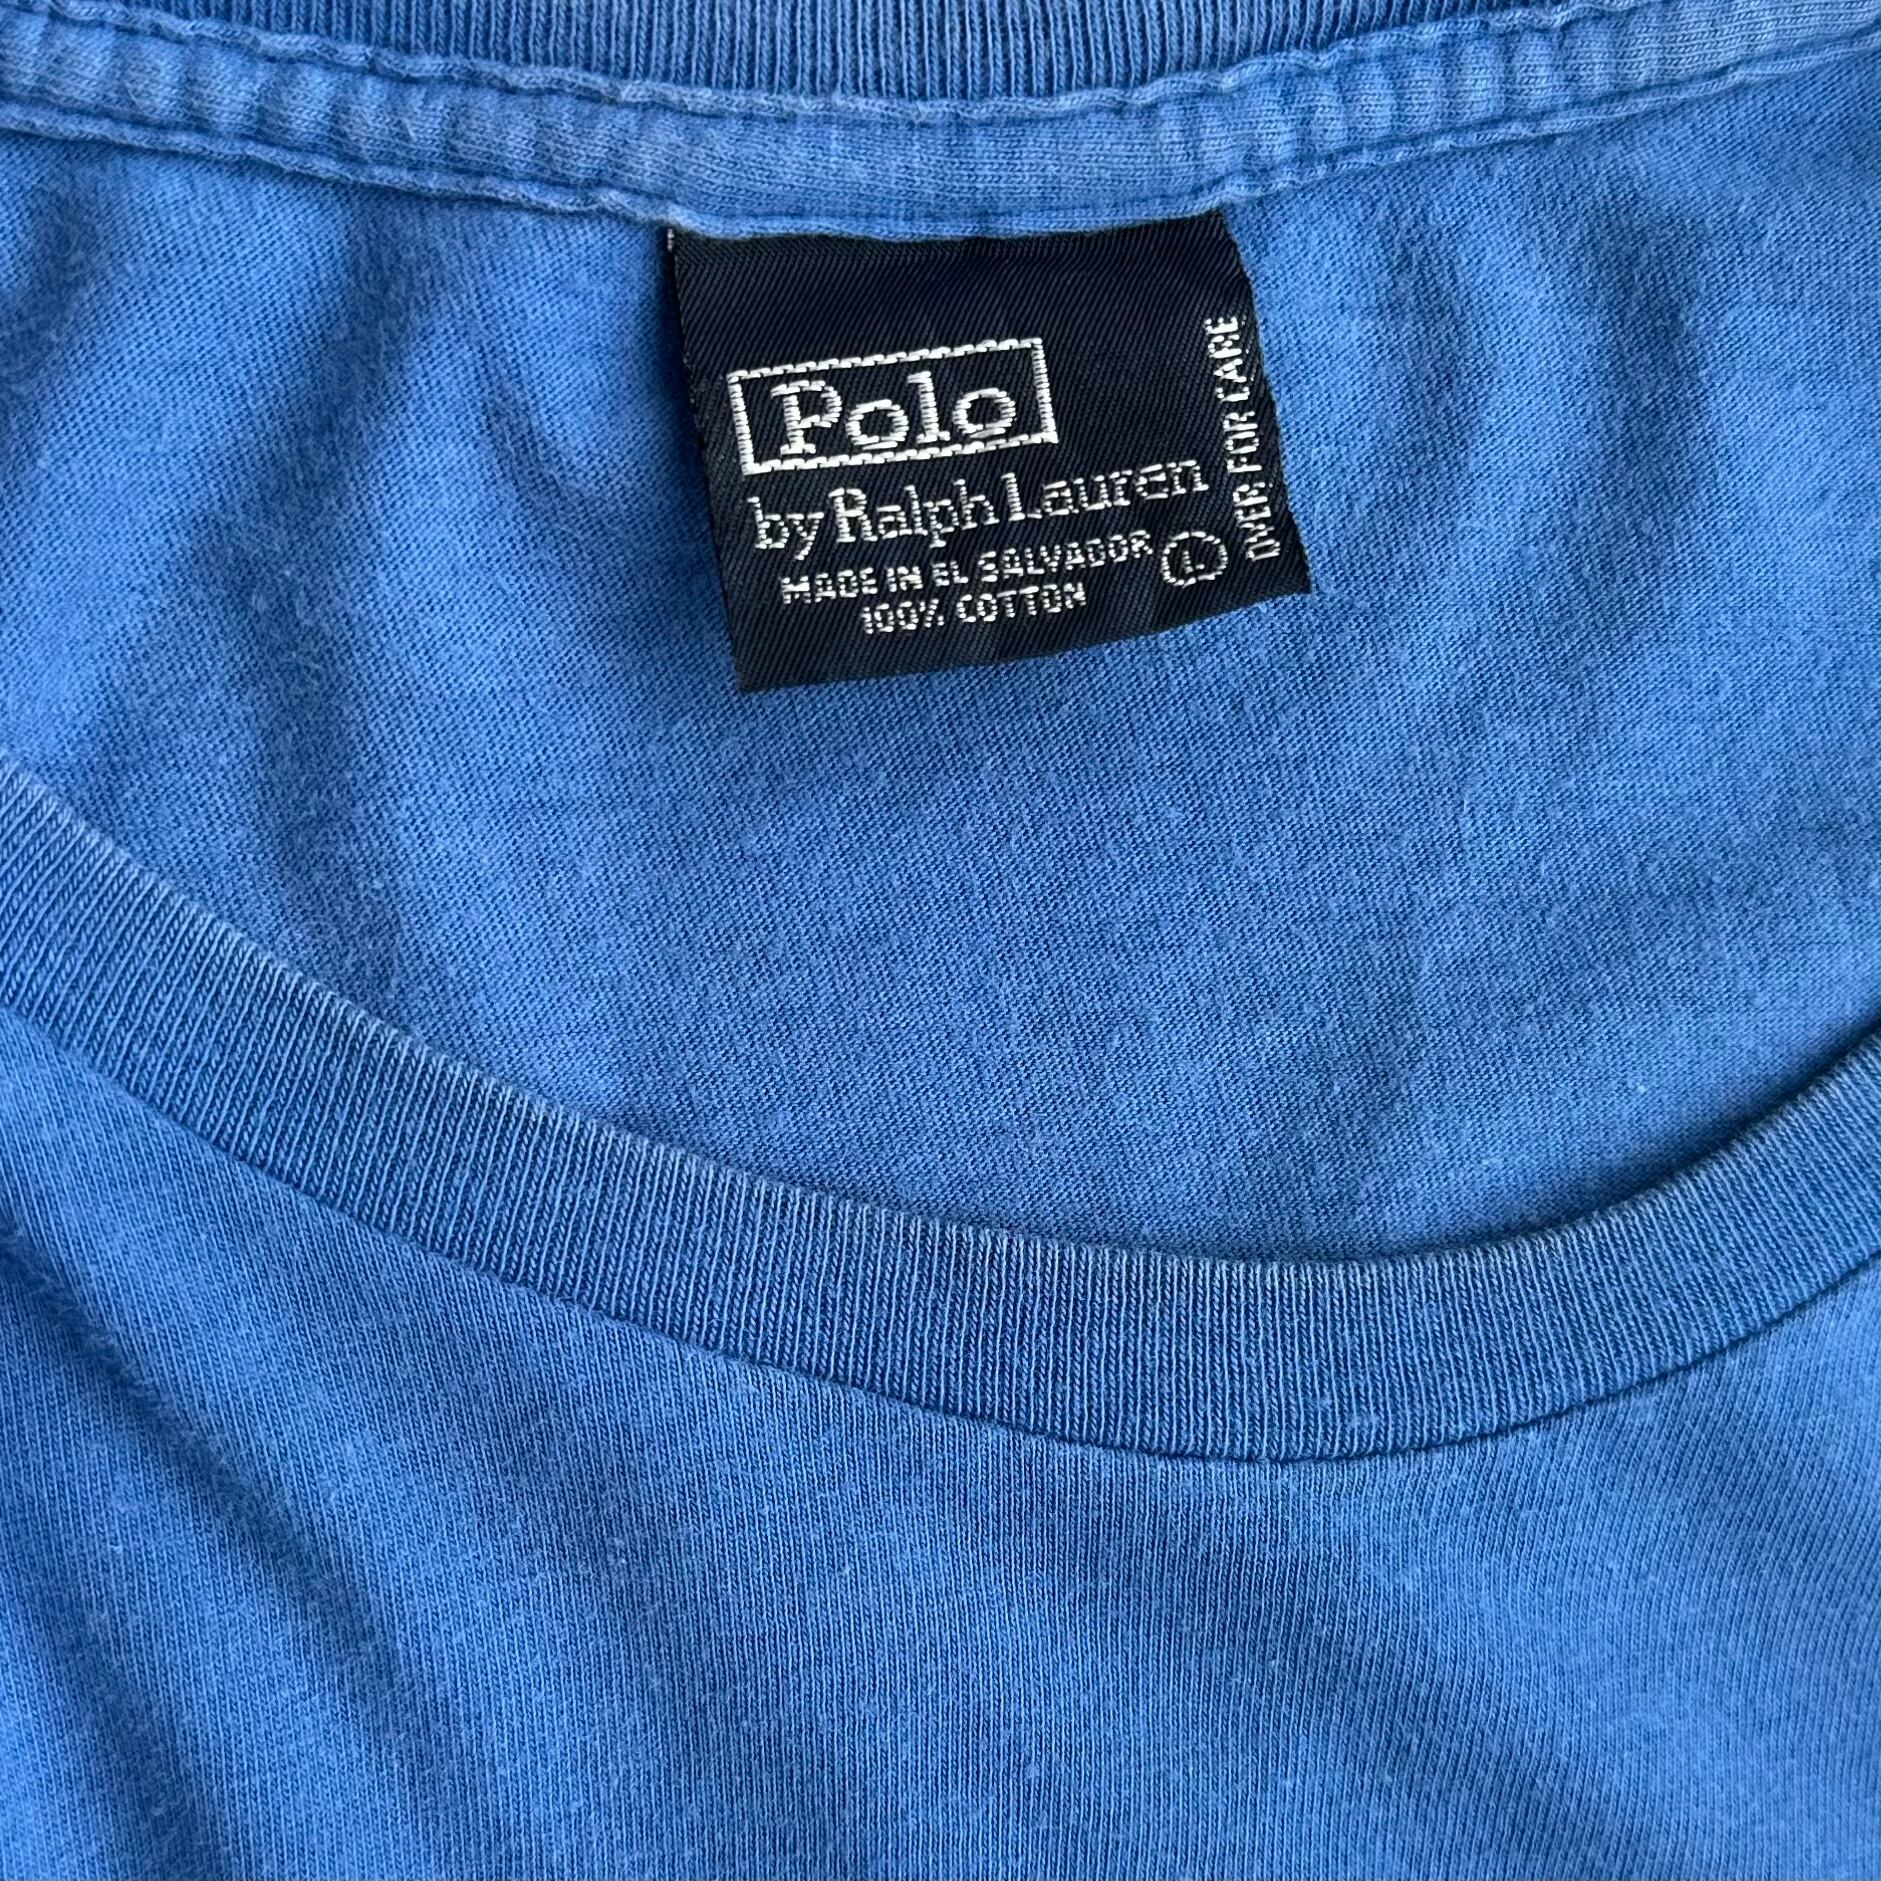 Polo
by Ralph Lauren
MADE IN EL SALVADOR
100% COTTON
L
OVER FOR CARE